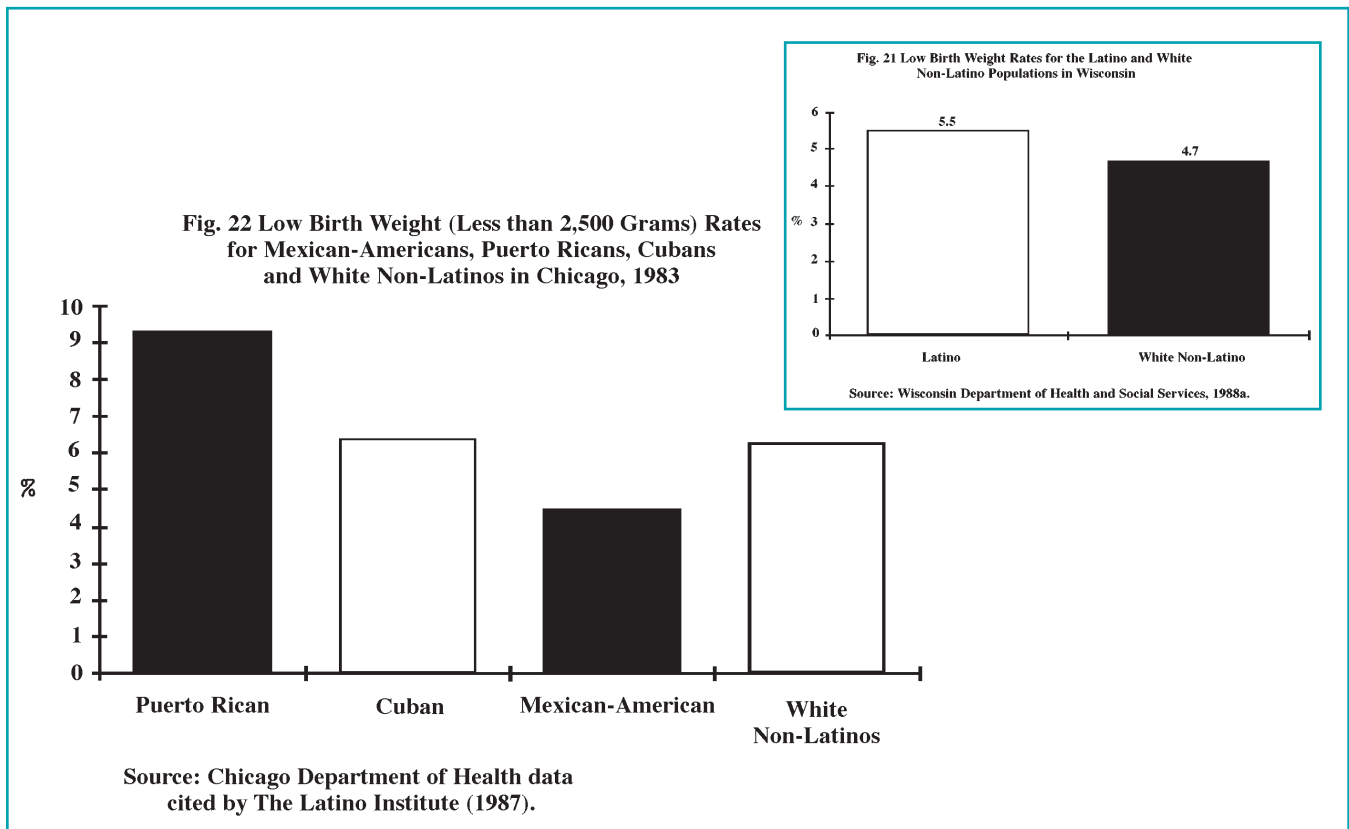 Fig. 21 Low Birth Weight Rates for the Latino and White
Non-Latino Populations in Wisconsin
6
5
4
%
3
2
1
0
5.5
4.7
Latino
White Non-Latino
Source: Wisconsin Department of Health and Social Services, 1988a.
Fig. 22 Low Birth Weight (Less than 2,500 Grams) Rates
for Mexican-Americans, Puerto Ricans, Cubans
and White Non-Latinos in Chicago, 1983
10
9
8
7
6
5
%
4
3
2
1
0
Puerto Rican
Cuban
Mexican-American
White
Non-Latinos
Source: Chicago Department of Health data
cited by The Latino Institute (1987).